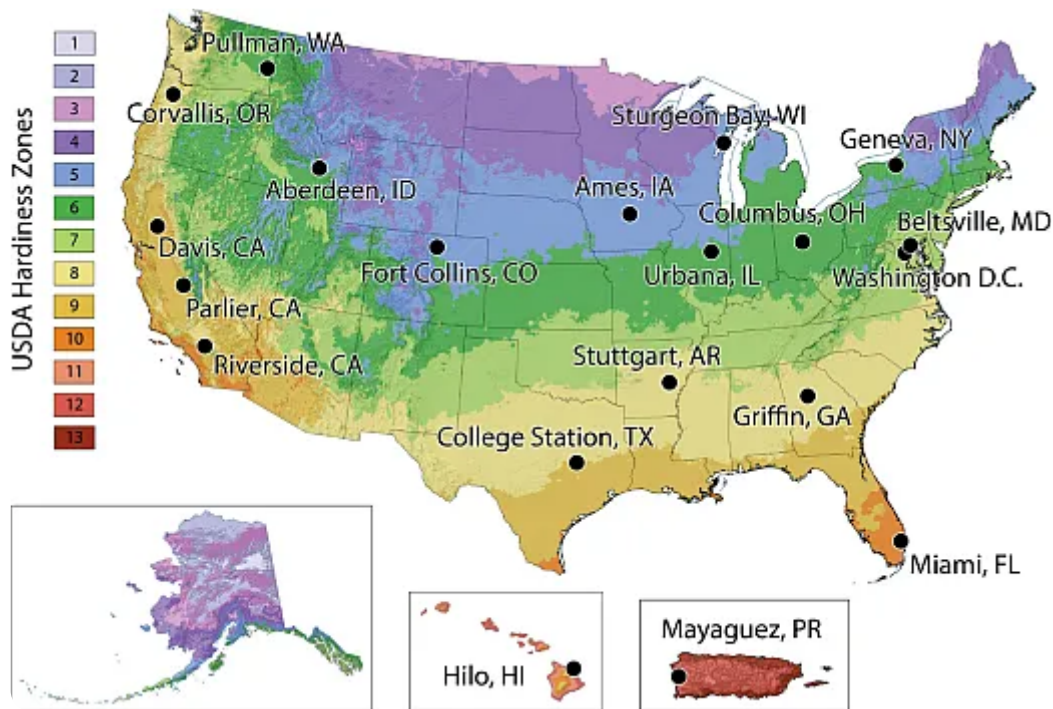 USDA Hardiness Zones
1
2
3
4
5
6
7
8
9
10
11
12
13
Pullman, WA
Corvallis, OR
Sturgeon Bay, WI
Geneva, NY
Aberdeen, ID
Ames, IA
Columbus, OH
Beltsville, MD
Davis, CA
Fort Collins, CO
Urbana, IL
Washington D.C.
Parlier, CA
Riverside, CA
Stuttgart, AR
Griffin, GA
College Station, TX
Miami, FL
Mayaguez, PR
Hilo, HI